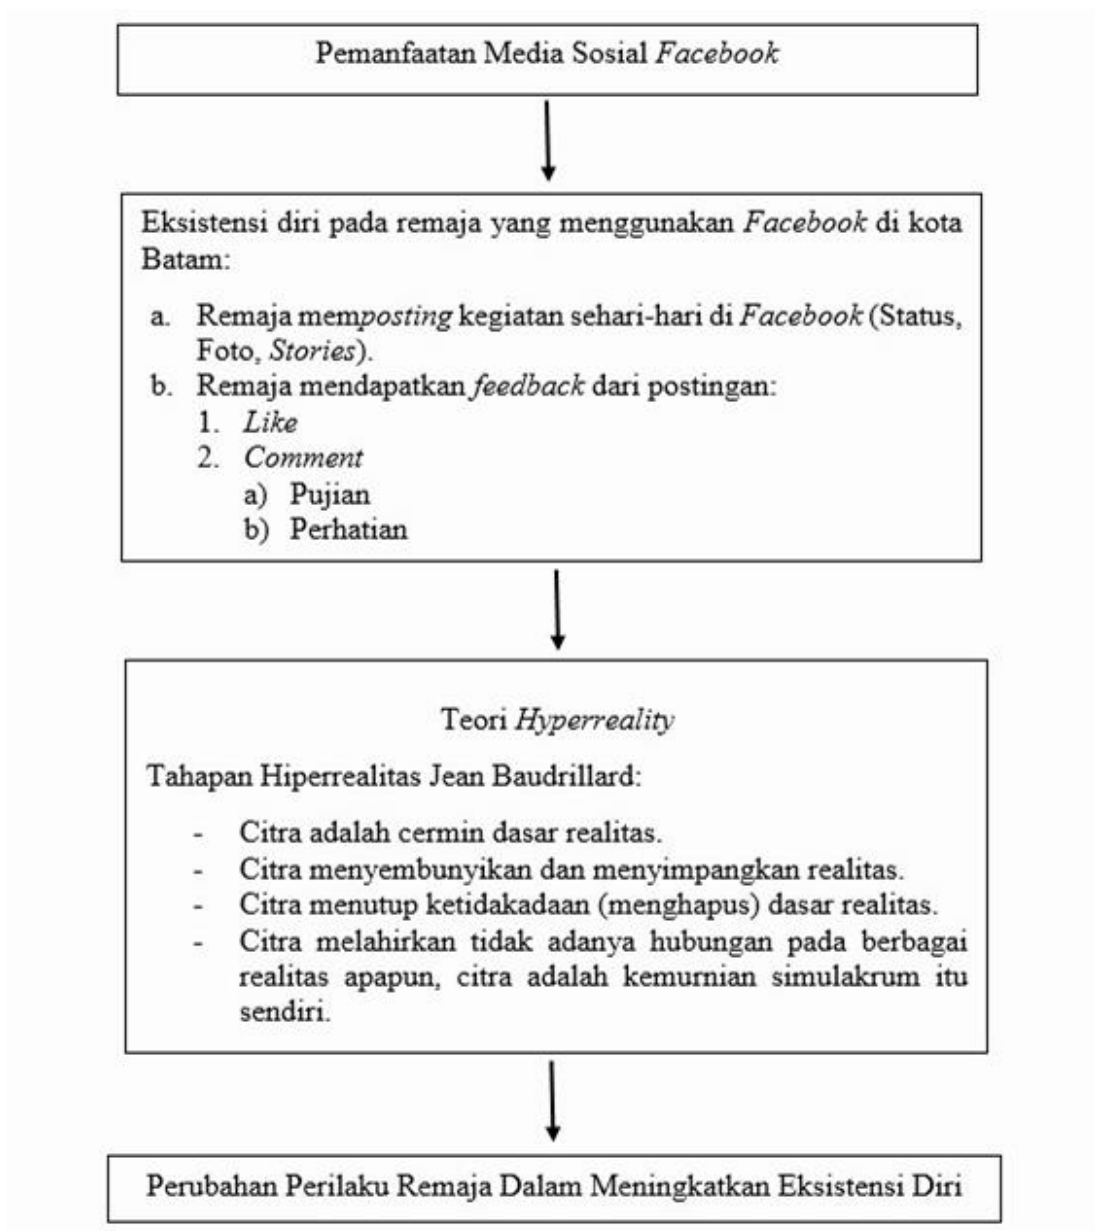 Pemanfaatan Media Sosial Facebook
Eksistensi diri pada remaja yang menggunakan Facebook di kota
Batam:
a. Remaja memposting kegiatan sehari-hari di Facebook (Status,
Foto, Stories).
b. Remaja mendapatkan feedback dari postingan:
1. Like
2. Comment
a) Pujian
b) Perhatian
Teori Hyperreality
Tahapan Hiperrealitas Jean Baudrillard:
- Citra adalah cermin dasar realitas.
- Citra menyembunyikan dan menyimpangkan realitas.
- Citra menutup ketidakadaan (menghapus) dasar realitas.
- Citra melahirkan tidak adanya hubungan pada berbagai
realitas apapun, citra adalah kemurnian simulakrum itu
sendiri.
Perubahan Perilaku Remaja Dalam Meningkatkan Eksistensi Diri